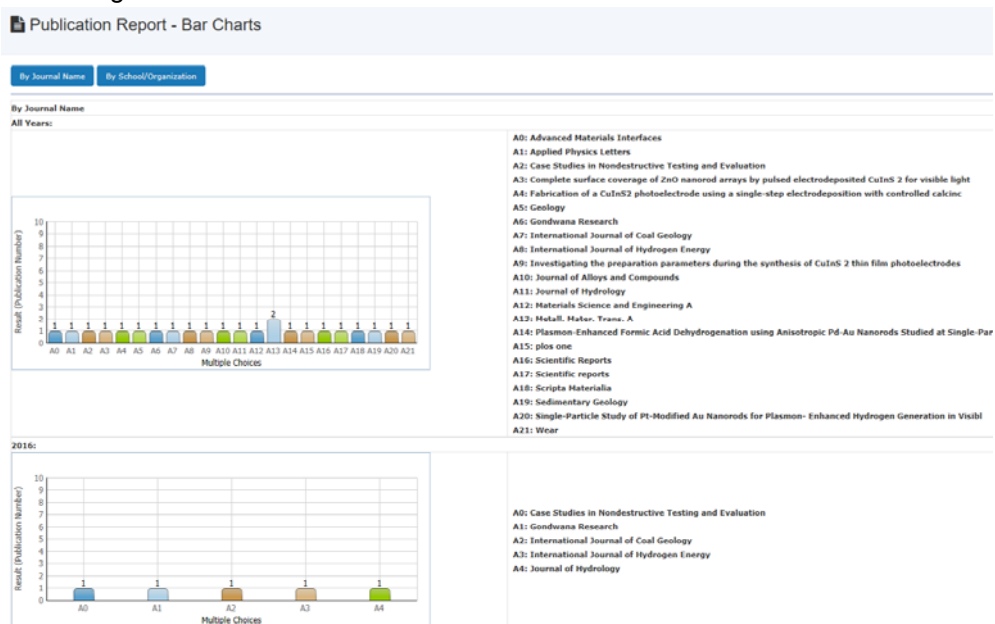 Publication Report - Bar Charts
By Journal Name By School/Organization
By Journal Name
All Years:
A0: Advanced Materials Interfaces
A1: Applied Physics Letters
A2: Case Studies in Nondestructive Testing and Evaluation
A3: Complete surface coverage of ZnO nanorod arrays by pulsed electrodeposited CuInS 2 for visible light
A4: Fabrication of a CuInS2 photoelectrode using a single-step electrodeposition with controlled calcinc
A5: Geology
A6: Gondwana Research
A7: International Journal of Coal Geology
A8: International Journal of Hydrogen Energy
A9: Investigating the preparation parameters during the synthesis of CuInS 2 thin film photoelectrodes
A10: Journal of Alloys and Compounds
A11: Journal of Hydrology
A12: Materials Science and Engineering A
A13: Metall. Mater. Trans. A
A14: Plasmon-Enhanced Formic Acid Dehydrogenation using Anisotropic Pd-Au Nanorods Studied at Single-Par
A15: plos one
A16: Scientific Reports
A17: Scientific reports
A18: Scripta Materialia
A19: Sedimentary Geology
A20: Single-Particle Study of Pt-Modified Au Nanorods for Plasmon- Enhanced Hydrogen Generation in Visibl
A21: Wear
Result (Publication Number)
10
9
8
7
6
5
4
3
2
1
0
1 1 1 1 1 1 1 1 1 1 1 1 1 2 1 1 1 1 1 1 1 1
A0 A1 A2 A3 A4 A5 A6 A7 A8 A9 A10 A11 A12 A13 A14 A15 A16 A17 A18 A19 A20 A21
Multiple Choices
2016:
Result (Publication Number)
10
9
8
7
6
5
4
3
2
1
0
1 1 1 1 1
A0 A1 A2 A3 A4
Multiple Choices
A0: Case Studies in Nondestructive Testing and Evaluation
A1: Gondwana Research
A2: International Journal of Coal Geology
A3: International Journal of Hydrogen Energy
A4: Journal of Hydrology